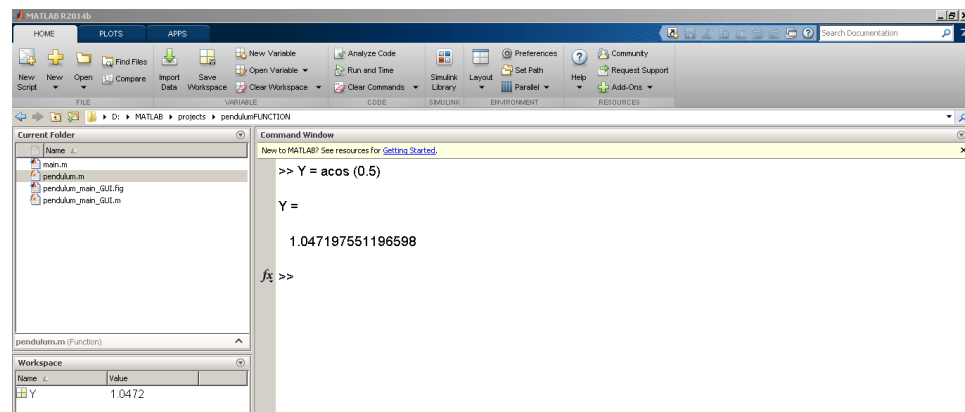 MATLAB R2014b
HOME PLOTS APPS
Search Documentation
New Script
New
Open
Find Files
Compare
Import Data
Save Workspace
New Variable
Open Variable
Clear Workspace
Analyze Code
Run and Time
Clear Commands
Simulink Library
Layout
Preferences
Set Path
Parallel
Help
Community
Request Support
Add-Ons
FILE VARIABLE CODE SIMULINK ENVIRONMENT RESOURCES
D: MATLAB projects pendulumFUNCTION
Current Folder
Name
main.m
pendulum.m
pendulum_main_GUI.fig
pendulum_main_GUI.m
pendulum.m (Function)
Workspace
Name Value
Y 1.0472
Command Window
New to MATLAB? See resources for Getting Started.
>> Y = acos (0.5)
Y =
1.047197551196598
fx >>